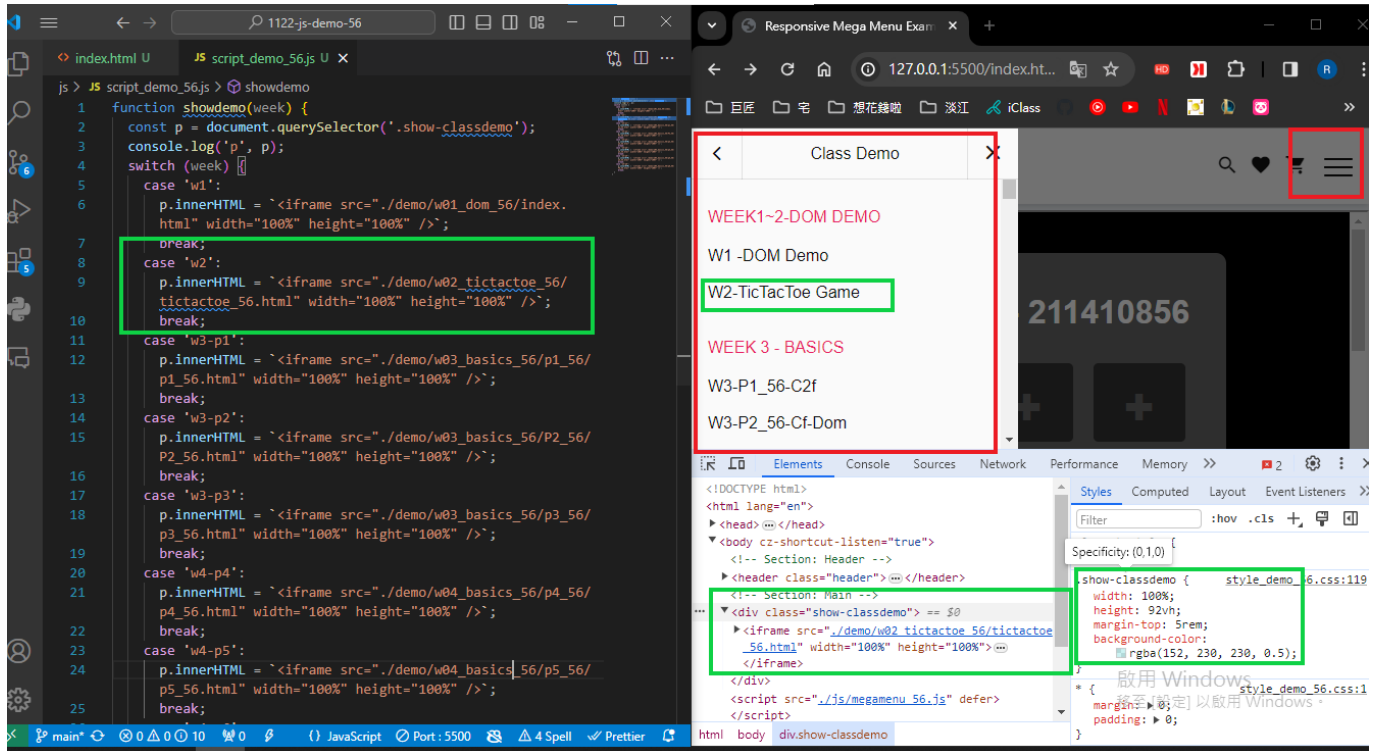 1122-js-demo-56
index.html U
JS script_demo_56.js U
js > JS script_demo_56.js > showdemo
1 function showdemo(week) {
2 const p = document.querySelector('.show-classdemo');
3 console.log('p', p);
4 switch (week) {
5 case 'w1':
6 p.innerHTML = `<iframe src="./demo/w01_dom_56/index.
html" width="100%" height="100%" />`;
7 break;
8 case 'w2':
9 p.innerHTML = `<iframe src="./demo/w02_tictactoe_56/
tictactoe_56.html" width="100%" height="100%" />`;
10 break;
11 case 'w3-p1':
12 p.innerHTML = `<iframe src="./demo/w03_basics_56/p1_56/
p1_56.html" width="100%" height="100%" />`;
13 break;
14 case 'w3-p2':
15 p.innerHTML = `<iframe src="./demo/w03_basics_56/P2_56/
P2_56.html" width="100%" height="100%" />`;
16 break;
17 case 'w3-p3':
18 p.innerHTML = `<iframe src="./demo/w03_basics_56/p3_56/
p3_56.html" width="100%" height="100%" />`;
19 break;
20 case 'w4-p4':
21 p.innerHTML = `<iframe src="./demo/w04_basics_56/p4_56/
p4_56.html" width="100%" height="100%" />`;
22 break;
23 case 'w4-p5':
24 p.innerHTML = `<iframe src="./demo/w04_basics_56/p5_56/
p5_56.html" width="100%" height="100%" />`;
25 break;
6
5
main* 0 0 10 0 {} JavaScript Port : 5500 4 Spell Prettier
Responsive Mega Menu Exam
127.0.0.1:5500/index.ht...
HD
R
巨匠 宅 想花錢啦 淡江 iClass
Class Demo
WEEK1~2-DOM DEMO
W1 -DOM Demo
W2-TicTacToe Game
WEEK 3 - BASICS
W3-P1_56-C2f
W3-P2_56-Cf-Dom
211410856
Elements Console Sources Network Performance Memory 2
<!DOCTYPE html>
<html lang="en">
<head> </head>
<body cz-shortcut-listen="true">
<!-- Section: Header -->
<header class="header"> </header>
<!-- Section: Main -->
<div class="show-classdemo"> == $0
<iframe src="./demo/w02_tictactoe_56/tictactoe
_56.html" width="100%" height="100%">
</iframe>
</div>
<script src="./js/megamenu_56.js" defer>
</script>
html body div.show-classdemo
Styles Computed Layout Event Listeners
Filter :hov .cls
{
Specificity: (0,1,0)
.show-classdemo { style_demo_56.css:119
width: 100%;
height: 92vh;
margin-top: 5rem;
background-color:
rgba(152, 230, 230, 0.5);
}
* { style_demo_56.css:1
margin: 0;
padding: 0;
}
啟用 Windows
移至 [設定] 以啟用 Windows。